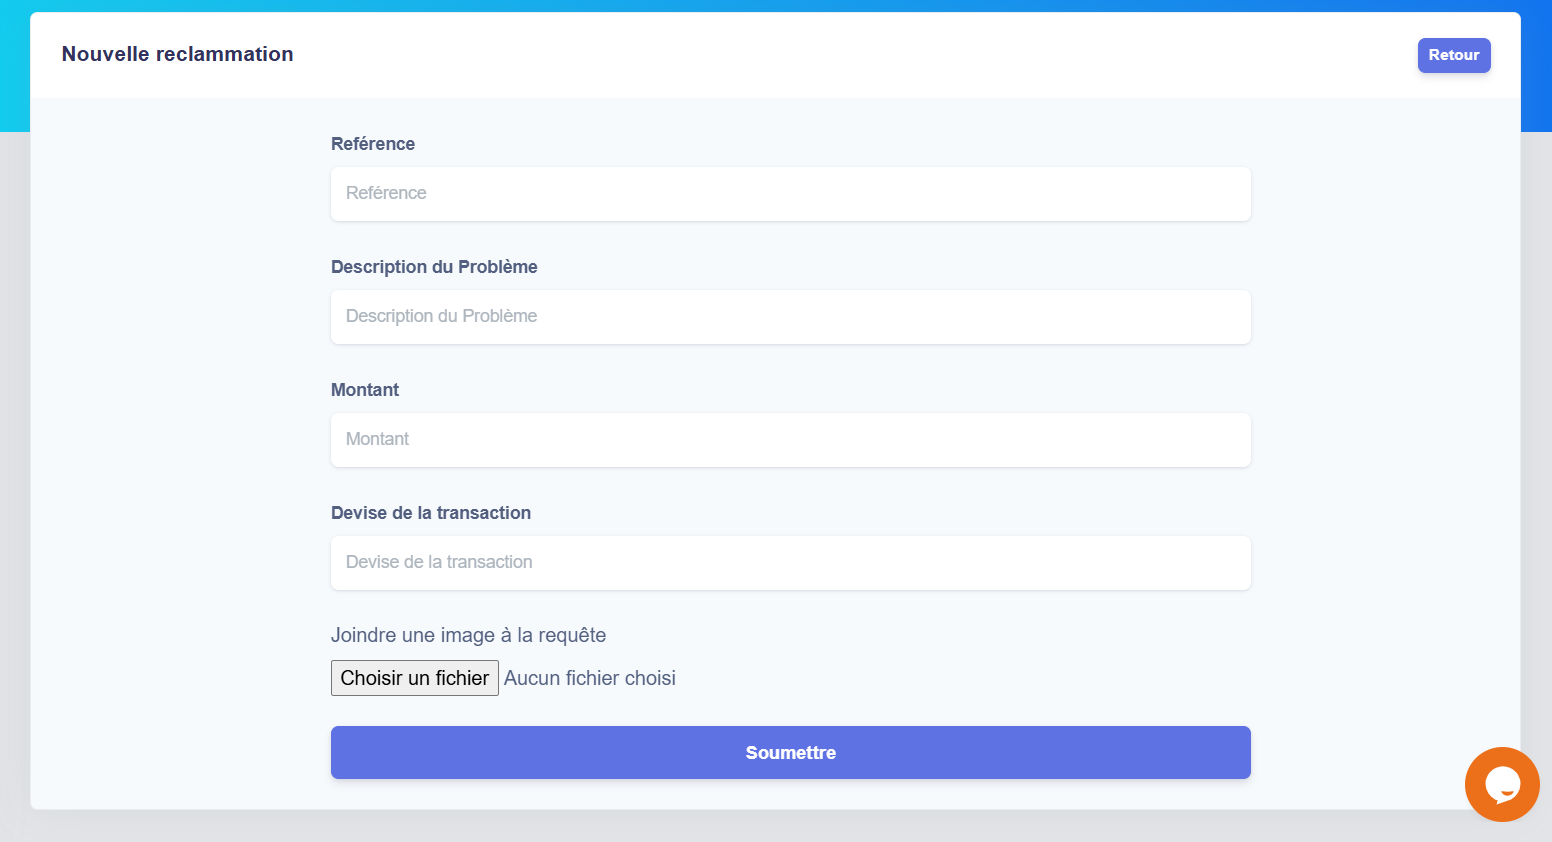 Nouvelle reclammation
Retour
Reférence
Reférence
Description du Problème
Description du Problème
Montant
Montant
Devise de la transaction
Devise de la transaction
Joindre une image à la requête
Choisir un fichier Aucun fichier choisi
Soumettre